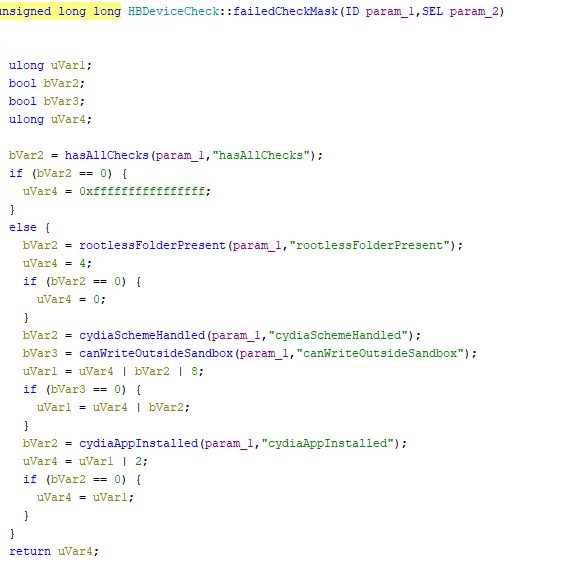 unsigned long long HBDeviceCheck::failedCheckMask(ID param_1,SEL param_2)
ulong uVar1;
bool bVar2;
bool bVar3;
ulong uVar4;
bVar2 = hasAllChecks(param_1,"hasAllChecks");
if (bVar2 == 0) {
uVar4 = 0xffffffffffffffff;
}
else {
bVar2 = rootlessFolderPresent(param_1,"rootlessFolderPresent");
uVar4 = 4;
if (bVar2 == 0) {
uVar4 = 0;
}
bVar2 = cydiaSchemeHandled(param_1,"cydiaSchemeHandled");
bVar3 = canWriteOutsideSandbox(param_1,"canWriteOutsideSandbox");
uVar1 = uVar4 | bVar2 | 8;
if (bVar3 == 0) {
uVar1 = uVar4 | bVar2;
}
bVar2 = cydiaAppInstalled(param_1,"cydiaAppInstalled");
uVar4 = uVar1 | 2;
if (bVar2 == 0) {
uVar4 = uVar1;
}
}
return uVar4;